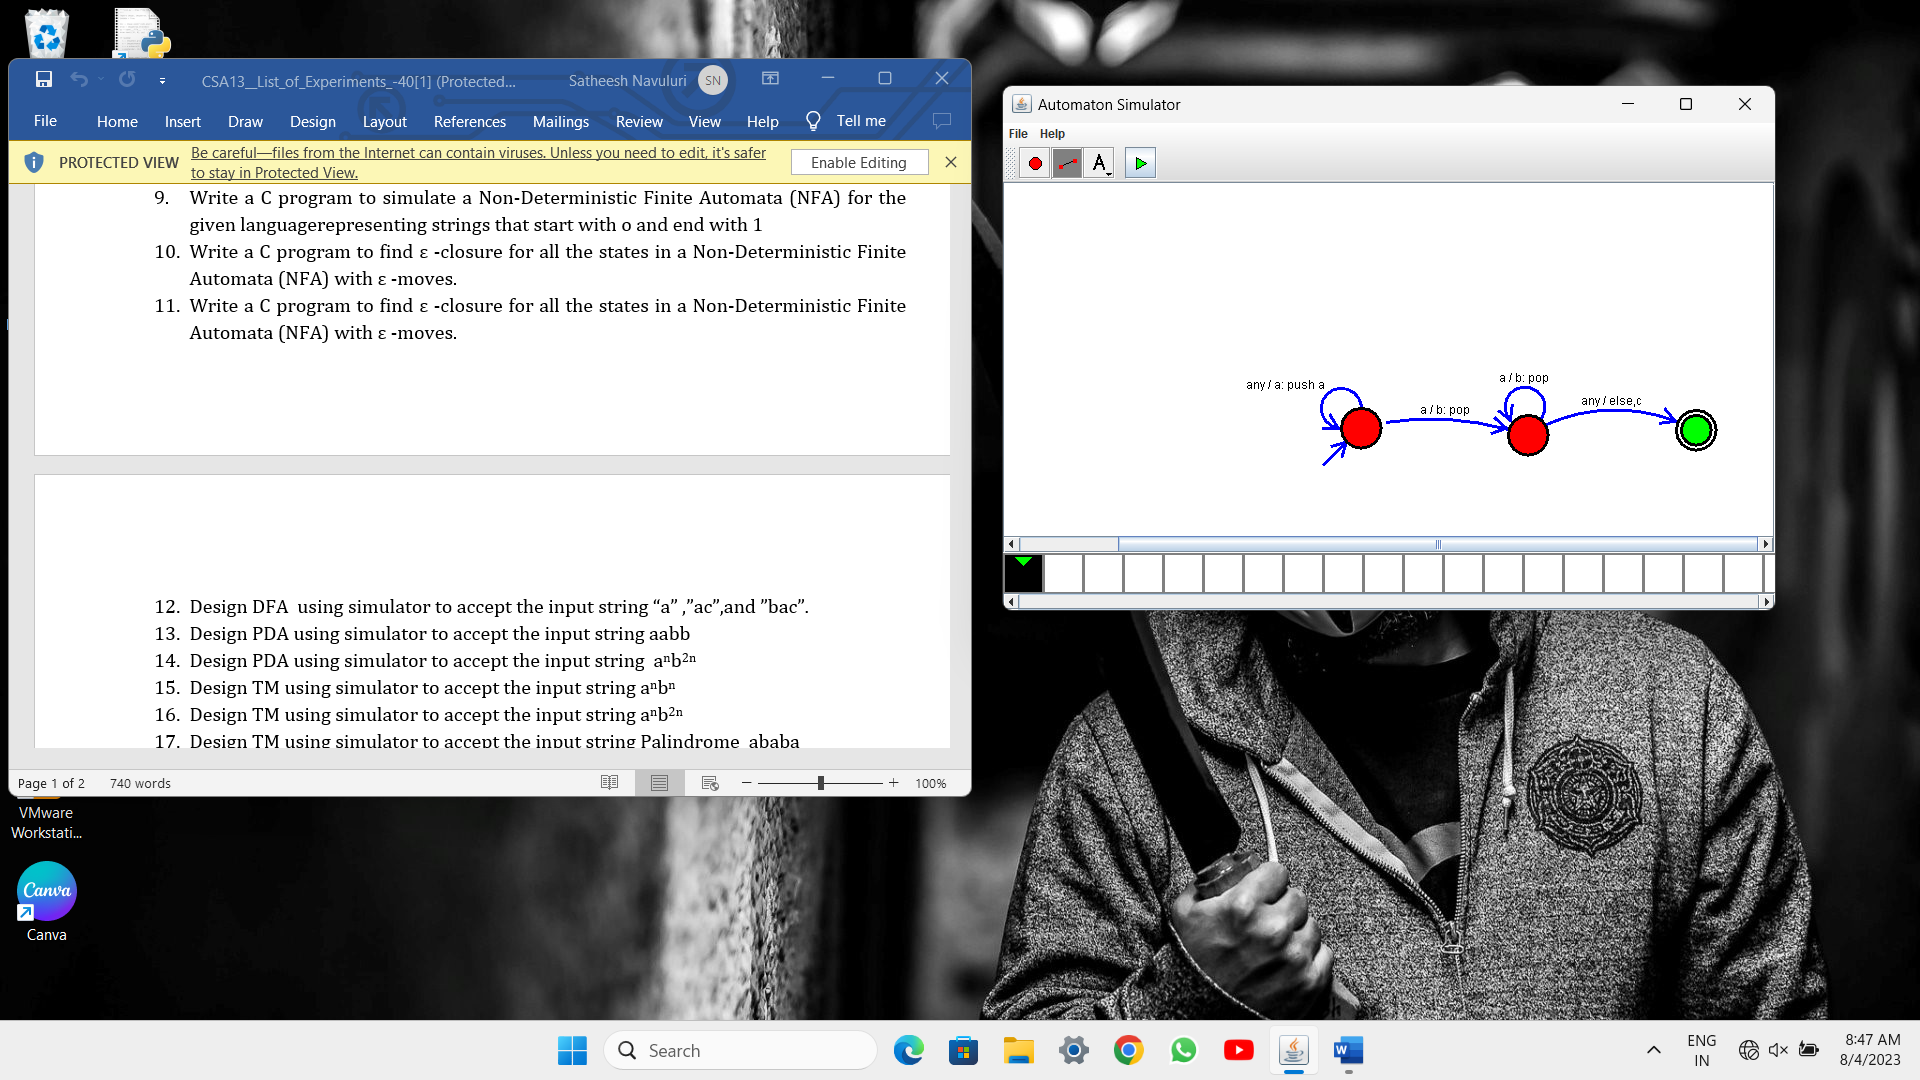 CSA13__List_of_Experiments_-40[1] (Protected...
Satheesh Navuluri
SN
File
Home
Insert
Draw
Design
Layout
References
Mailings
Review
View
Help
Tell me
PROTECTED VIEW
Be careful—files from the Internet can contain viruses. Unless you need to edit, it's safer
to stay in Protected View.
Enable Editing
9. Write a C program to simulate a Non-Deterministic Finite Automata (NFA) for the
given languagerepresenting strings that start with o and end with 1
10. Write a C program to find ε -closure for all the states in a Non-Deterministic Finite
Automata (NFA) with ε -moves.
11. Write a C program to find ε -closure for all the states in a Non-Deterministic Finite
Automata (NFA) with ε -moves.
12. Design DFA using simulator to accept the input string “a” ,”ac”,and ”bac”.
13. Design PDA using simulator to accept the input string aabb
14. Design PDA using simulator to accept the input string aⁿb²ⁿ
15. Design TM using simulator to accept the input string aⁿbⁿ
16. Design TM using simulator to accept the input string aⁿb²ⁿ
17. Design TM using simulator to accept the input string Palindrome ababa
Page 1 of 2
740 words
100%
Automaton Simulator
File
Help
A
any / a: push a
a / b: pop
a / b: pop
any / else,c
VMware
Workstati...
Canva
Canva
Search
W
ENG
IN
8:47 AM
8/4/2023